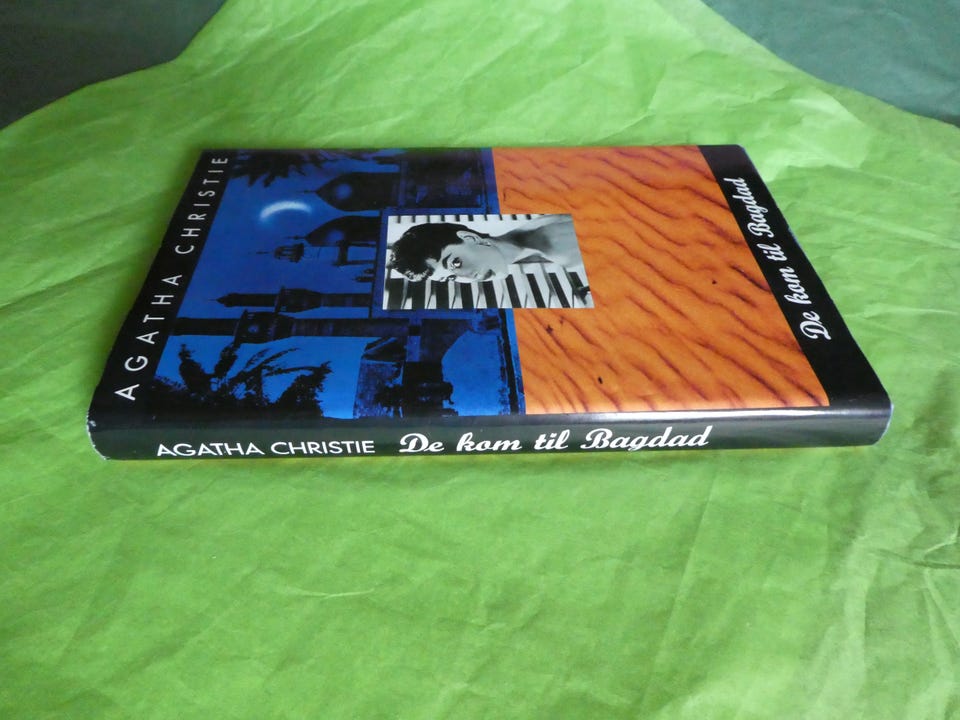 AGATHA CHRISTIE
De kom til Bagdad
AGATHA CHRISTIE De kom til Bagdad